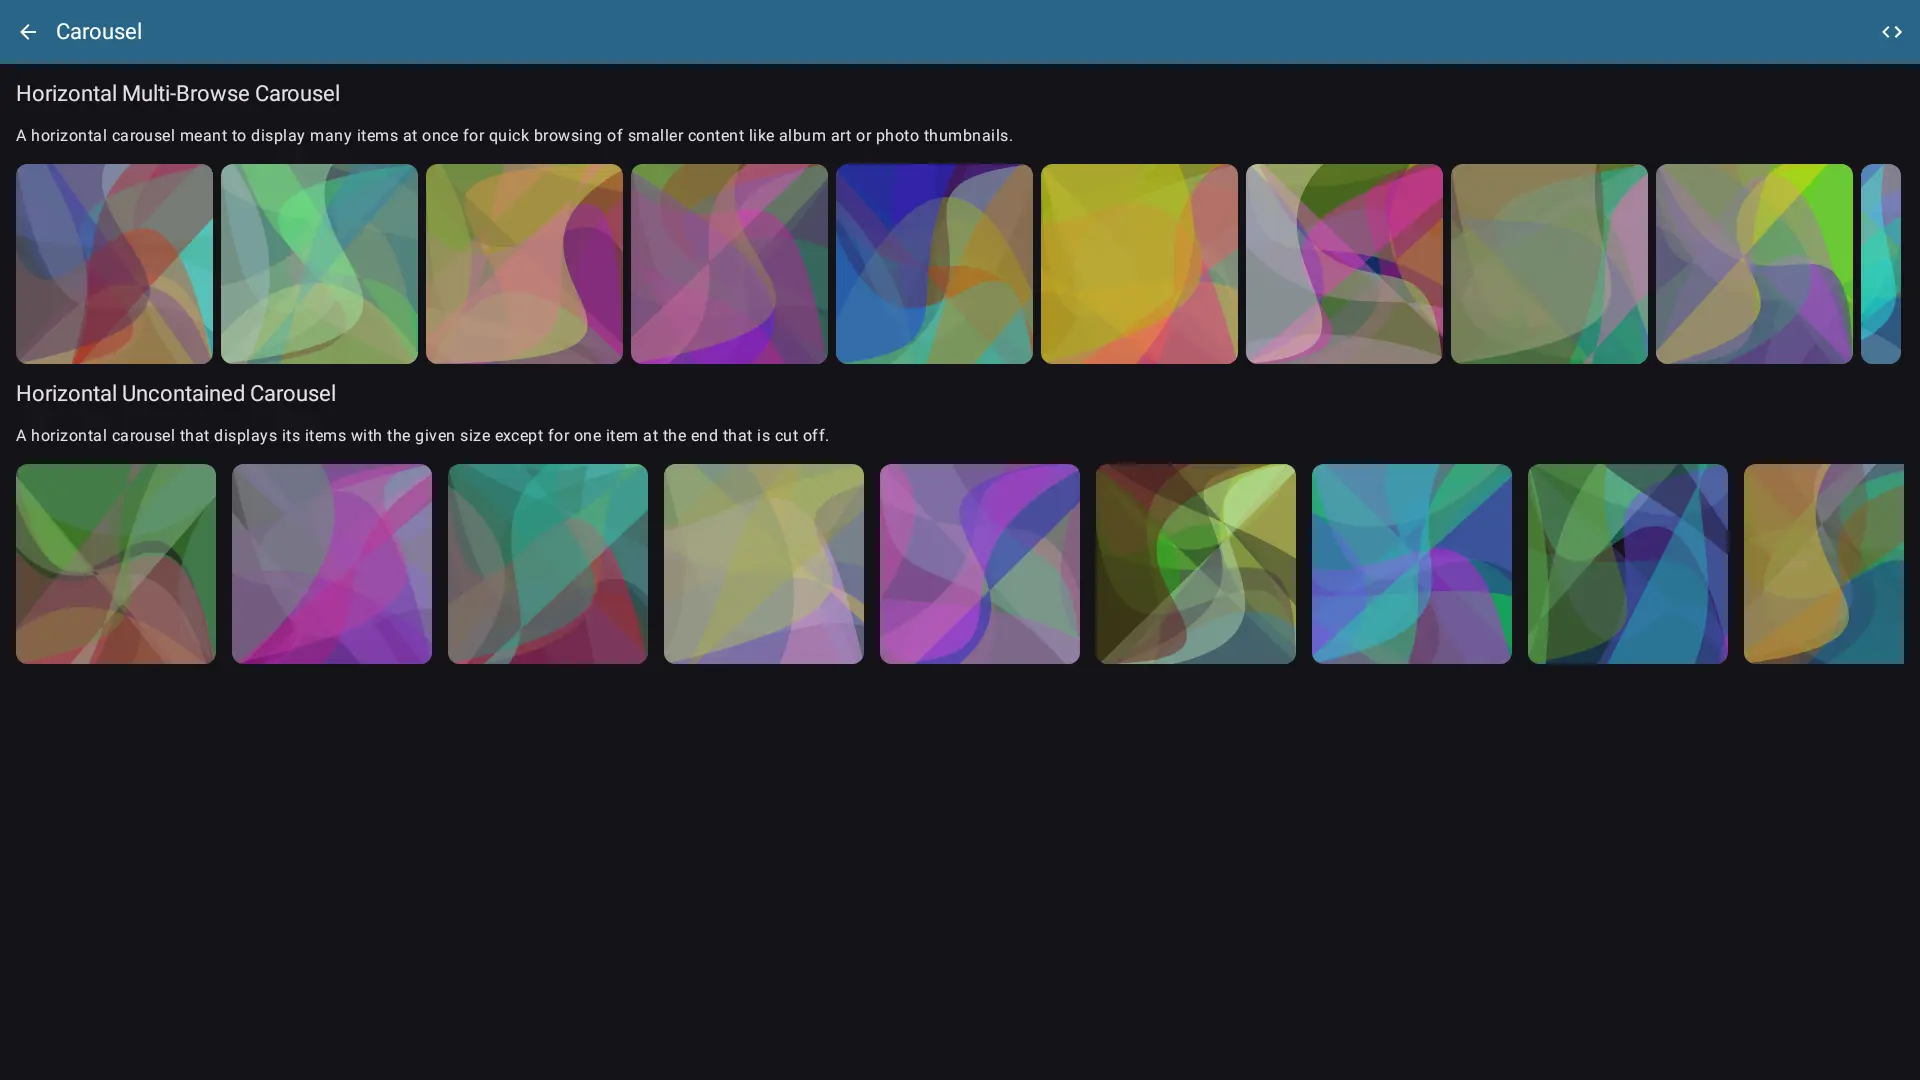 Carousel
Horizontal Multi-Browse Carousel
A horizontal carousel meant to display many items at once for quick browsing of smaller content like album art or photo thumbnails.
Horizontal Uncontained Carousel
A horizontal carousel that displays its items with the given size except for one item at the end that is cut off.